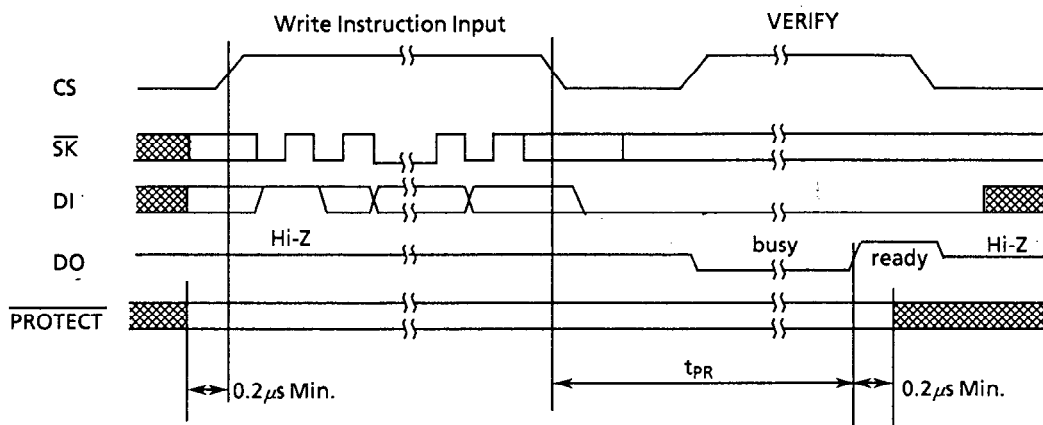 Write Instruction Input
VERIFY
CS
SK
DI
Hi-Z
DO
busy
ready
Hi-Z
PROTECT
0.2μs Min.
tPR
0.2μs Min.